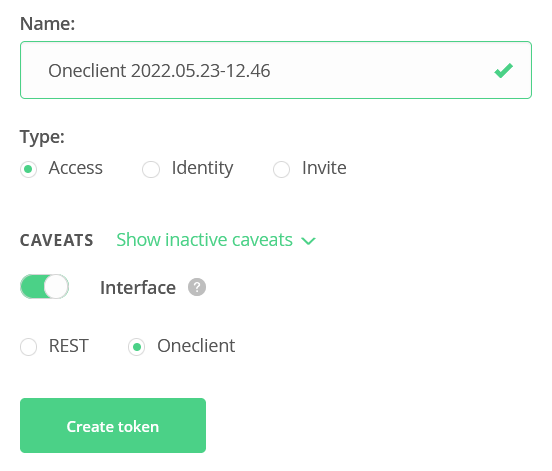 Name:
Oneclient 2022.05.23-12.46
Type:
Access Identity Invite
CAVEATS Show inactive caveats
Interface ?
REST Oneclient
Create token